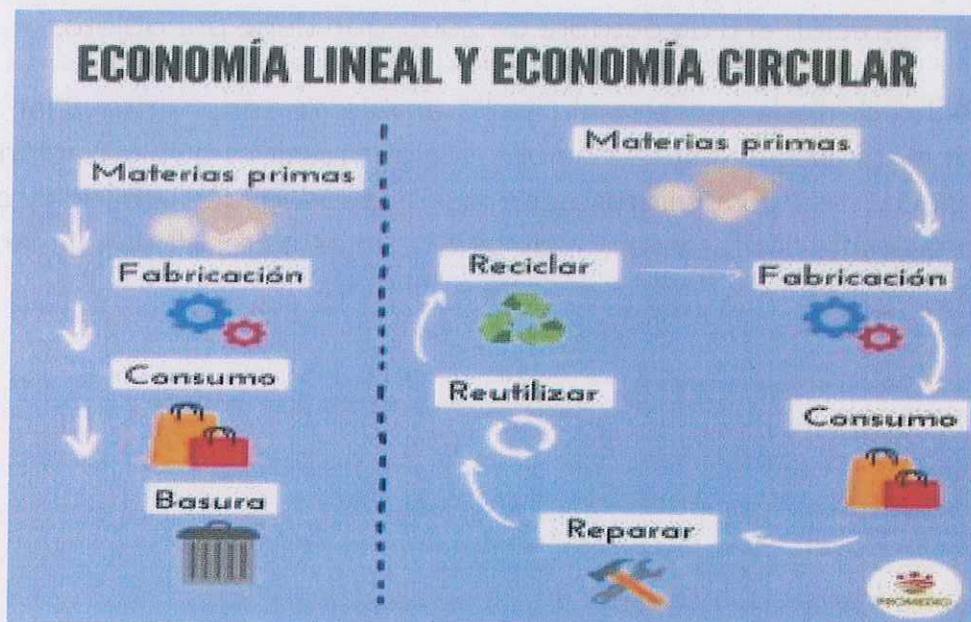 ECONOMÍA LINEAL Y ECONOMÍA CIRCULAR
Materias primas
Fabricación
Consumo
Basura
Materias primas
Reciclar
Fabricación
Reutilizar
Consumo
Reparar